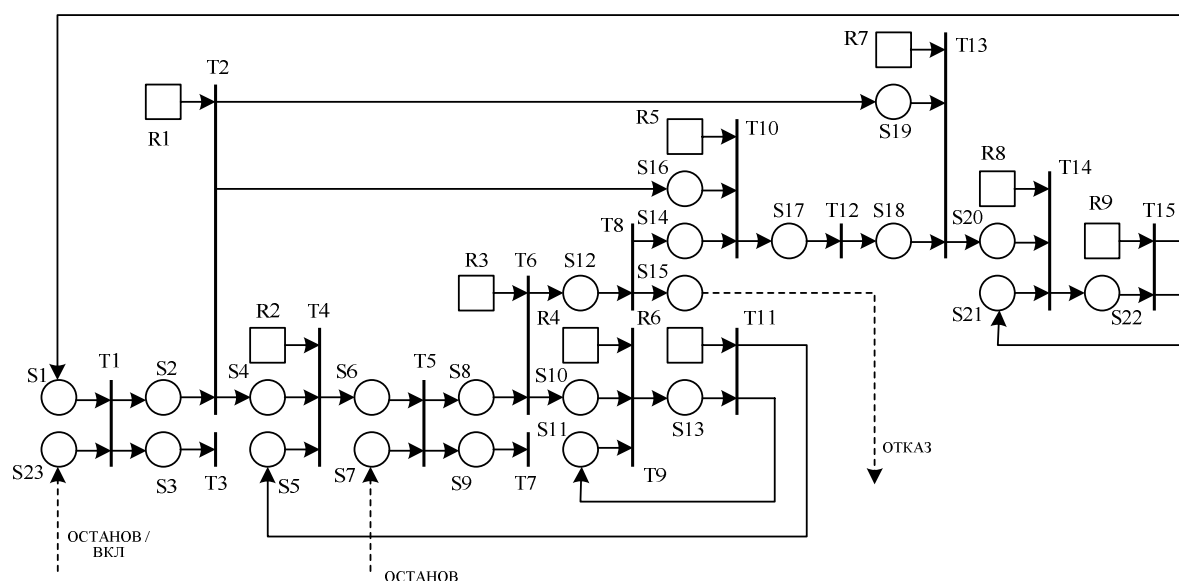 R7
T13
T2
R1
S19
R5
T10
S16
R8
T14
R9
T15
T8
S14
S17
T12
S18
S20
R3
T6
S12
S15
R2
T4
R4
R6
T11
S21
S22
S1
T1
S2
S4
S6
T5
S8
S10
S13
S11
S23
S3
T3
S5
S7
S9
T7
T9
ОТКАЗ
ОСТАНОВ /
ВКЛ
ОСТАНОВ